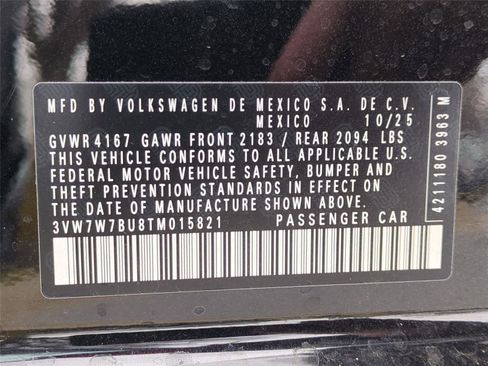 MFD BY VOLKSWAGEN DE MEXICO S.A. DE C.V.
MEXICO 10/25
GVWR 4167 GAWR FRONT 2183 / REAR 2094 LBS
THIS VEHICLE CONFORMS TO ALL APPLICABLE U.S.
FEDERAL MOTOR VEHICLE SAFETY, BUMPER AND
THEFT PREVENTION STANDARDS IN EFFECT ON
THE DATE OF MANUFACTURE SHOWN ABOVE.
3VW7W7BU8TM015821 PASSENGER CAR
4211180 3963 M